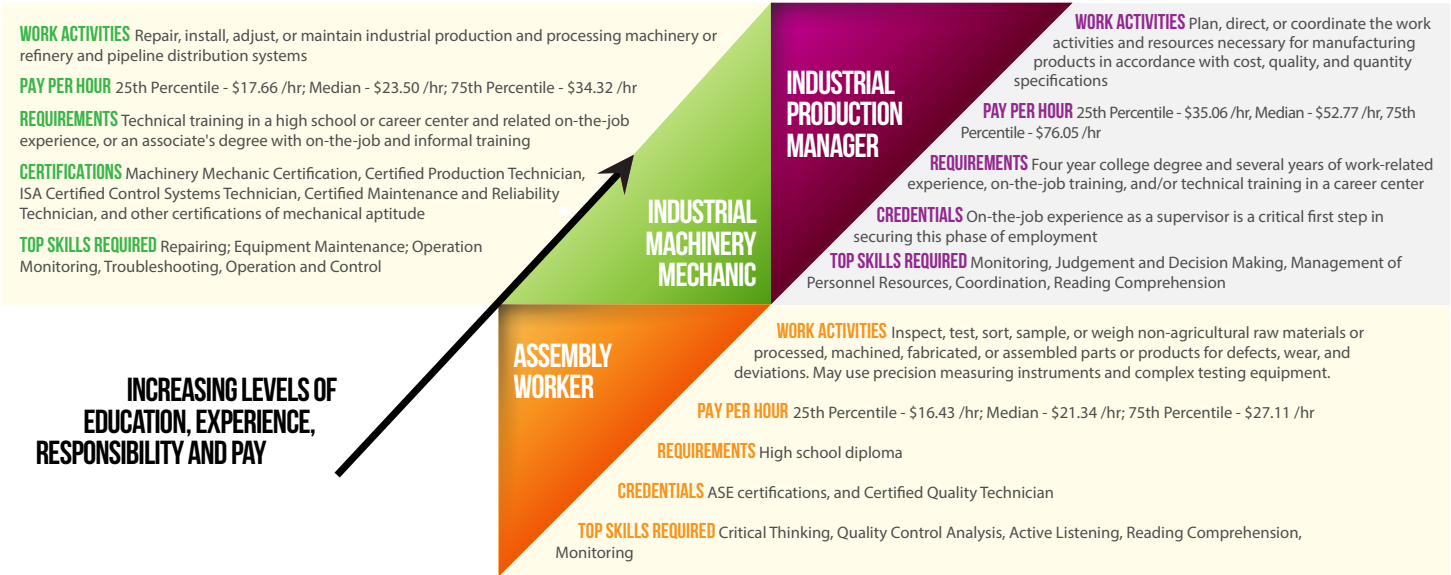 WORK ACTIVITIES Repair, install, adjust, or maintain industrial production and processing machinery or
refinery and pipeline distribution systems
PAY PER HOUR 25th Percentile - $17.66 /hr; Median - $23.50 /hr; 75th Percentile - $34.32 /hr
REQUIREMENTS Technical training in a high school or career center and related on-the-job
experience, or an associate's degree with on-the-job and informal training
CERTIFICATIONS Machinery Mechanic Certification, Certified Production Technician,
ISA Certified Control Systems Technician, Certified Maintenance and Reliability
Technician, and other certifications of mechanical aptitude
TOP SKILLS REQUIRED Repairing; Equipment Maintenance; Operation
Monitoring, Troubleshooting, Operation and Control
INDUSTRIAL
MACHINERY
MECHANIC
INDUSTRIAL
PRODUCTION
MANAGER
WORK ACTIVITIES Plan, direct, or coordinate the work
activities and resources necessary for manufacturing
products in accordance with cost, quality, and quantity
specifications
PAY PER HOUR 25th Percentile - $35.06 /hr, Median - $52.77 /hr, 75th
Percentile - $76.05 /hr
REQUIREMENTS Four year college degree and several years of work-related
experience, on-the-job training, and/or technical training in a career center
CREDENTIALS On-the-job experience as a supervisor is a critical first step in
securing this phase of employment
TOP SKILLS REQUIRED Monitoring, Judgement and Decision Making, Management of
Personnel Resources, Coordination, Reading Comprehension
INCREASING LEVELS OF
EDUCATION, EXPERIENCE,
RESPONSIBILITY AND PAY
ASSEMBLY
WORKER
WORK ACTIVITIES Inspect, test, sort, sample, or weigh non-agricultural raw materials or
processed, machined, fabricated, or assembled parts or products for defects, wear, and
deviations. May use precision measuring instruments and complex testing equipment.
PAY PER HOUR 25th Percentile - $16.43 /hr; Median - $21.34 /hr; 75th Percentile - $27.11 /hr
REQUIREMENTS High school diploma
CREDENTIALS ASE certifications, and Certified Quality Technician
TOP SKILLS REQUIRED Critical Thinking, Quality Control Analysis, Active Listening, Reading Comprehension,
Monitoring